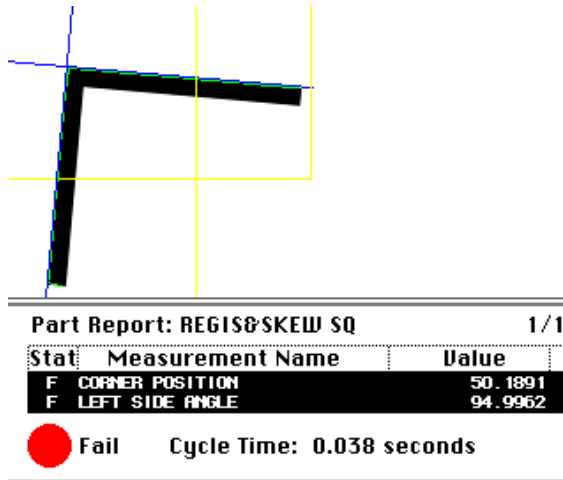 Part Report: REGIS&SKEW SQ 1/1
Stat Measurement Name Value
F CORNER POSITION 50.1891
F LEFT SIDE ANGLE 94.9962
Fail Cycle Time: 0.038 seconds